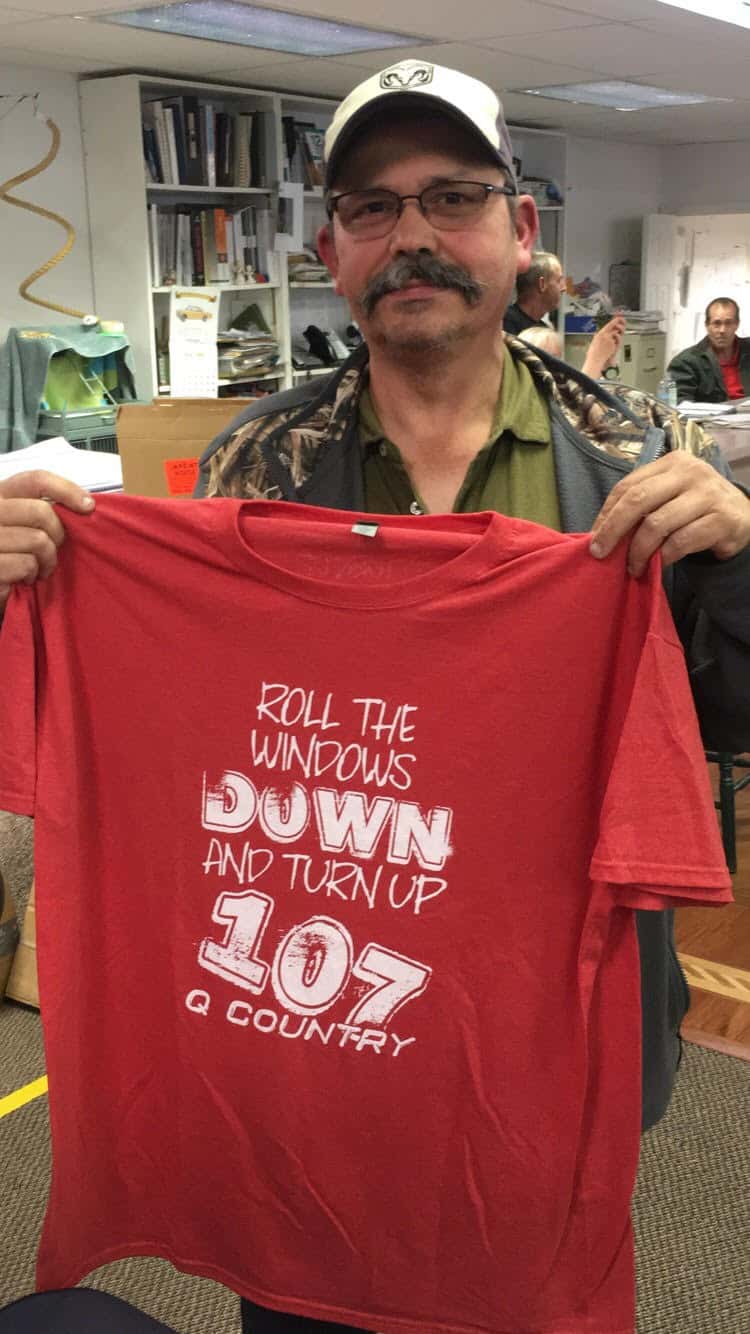 ROLL THE
WINDOWS
DOWN
AND TURN UP
107
Q COUNTRY